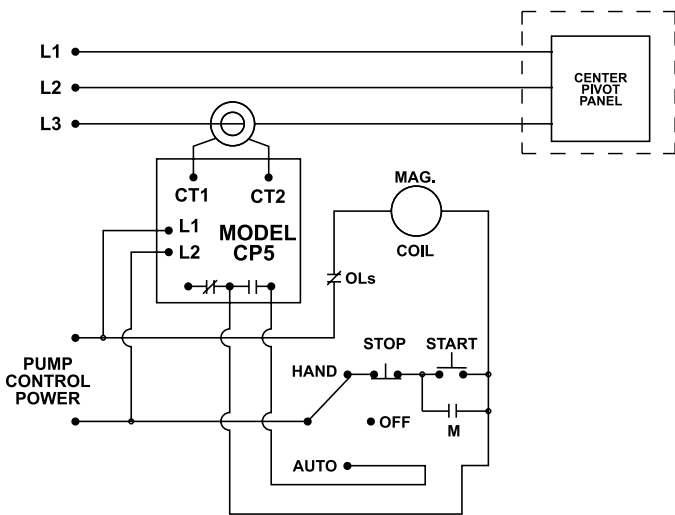 L1
L2
L3
CENTER
PIVOT
PANEL
CT1
CT2
L1
L2
MODEL
CP5
MAG.
COIL
OLs
PUMP
CONTROL
POWER
HAND
STOP
START
OFF
M
AUTO